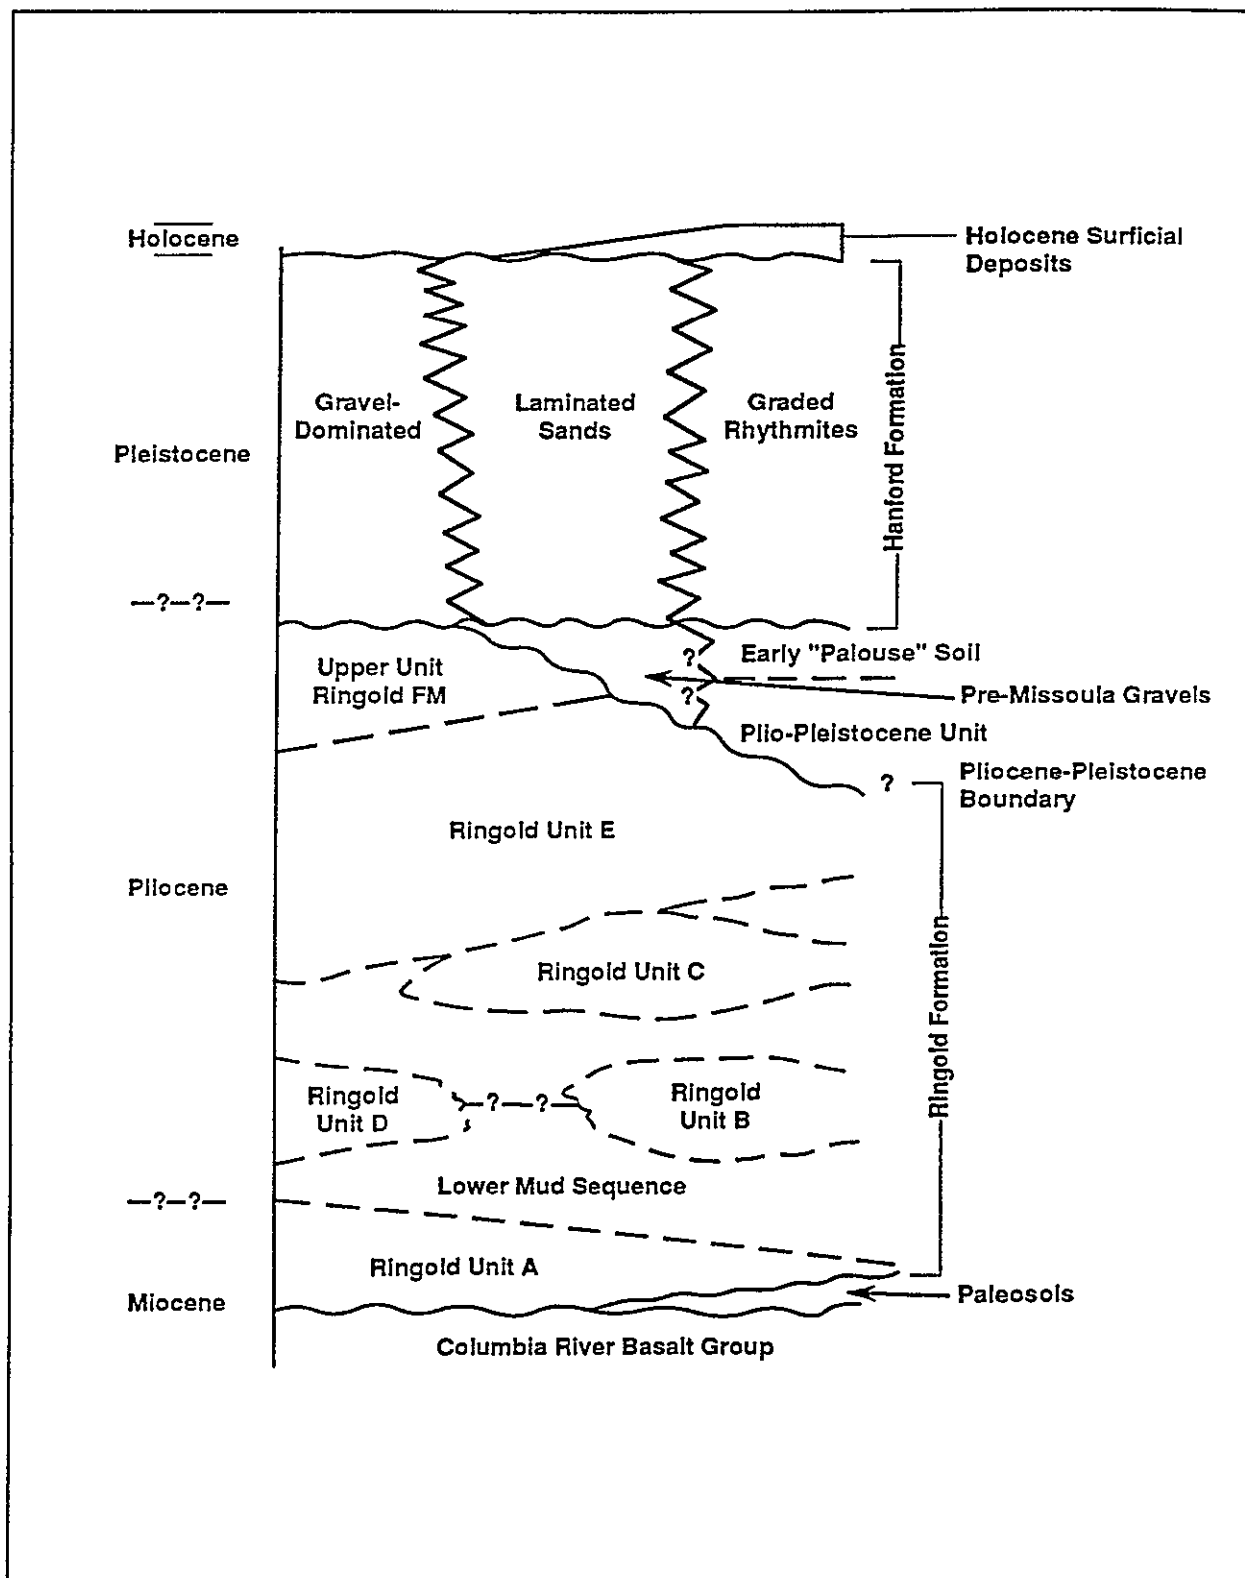 Holocene
Holocene Surficial
Deposits
Gravel-
Dominated
Laminated
Sands
Graded
Rhythmites
Hanford Formation
Pleistocene
—?—?—
Upper Unit
Ringold FM
?
Early "Palouse" Soil
?
Pre-Missoula Gravels
Plio-Pleistocene Unit
?
Pliocene-Pleistocene
Boundary
Ringold Unit E
Pliocene
Ringold Unit C
Ringold Formation
Ringold
Unit D
—?—?—
Ringold
Unit B
Lower Mud Sequence
—?—?—
Ringold Unit A
Miocene
Paleosols
Columbia River Basalt Group